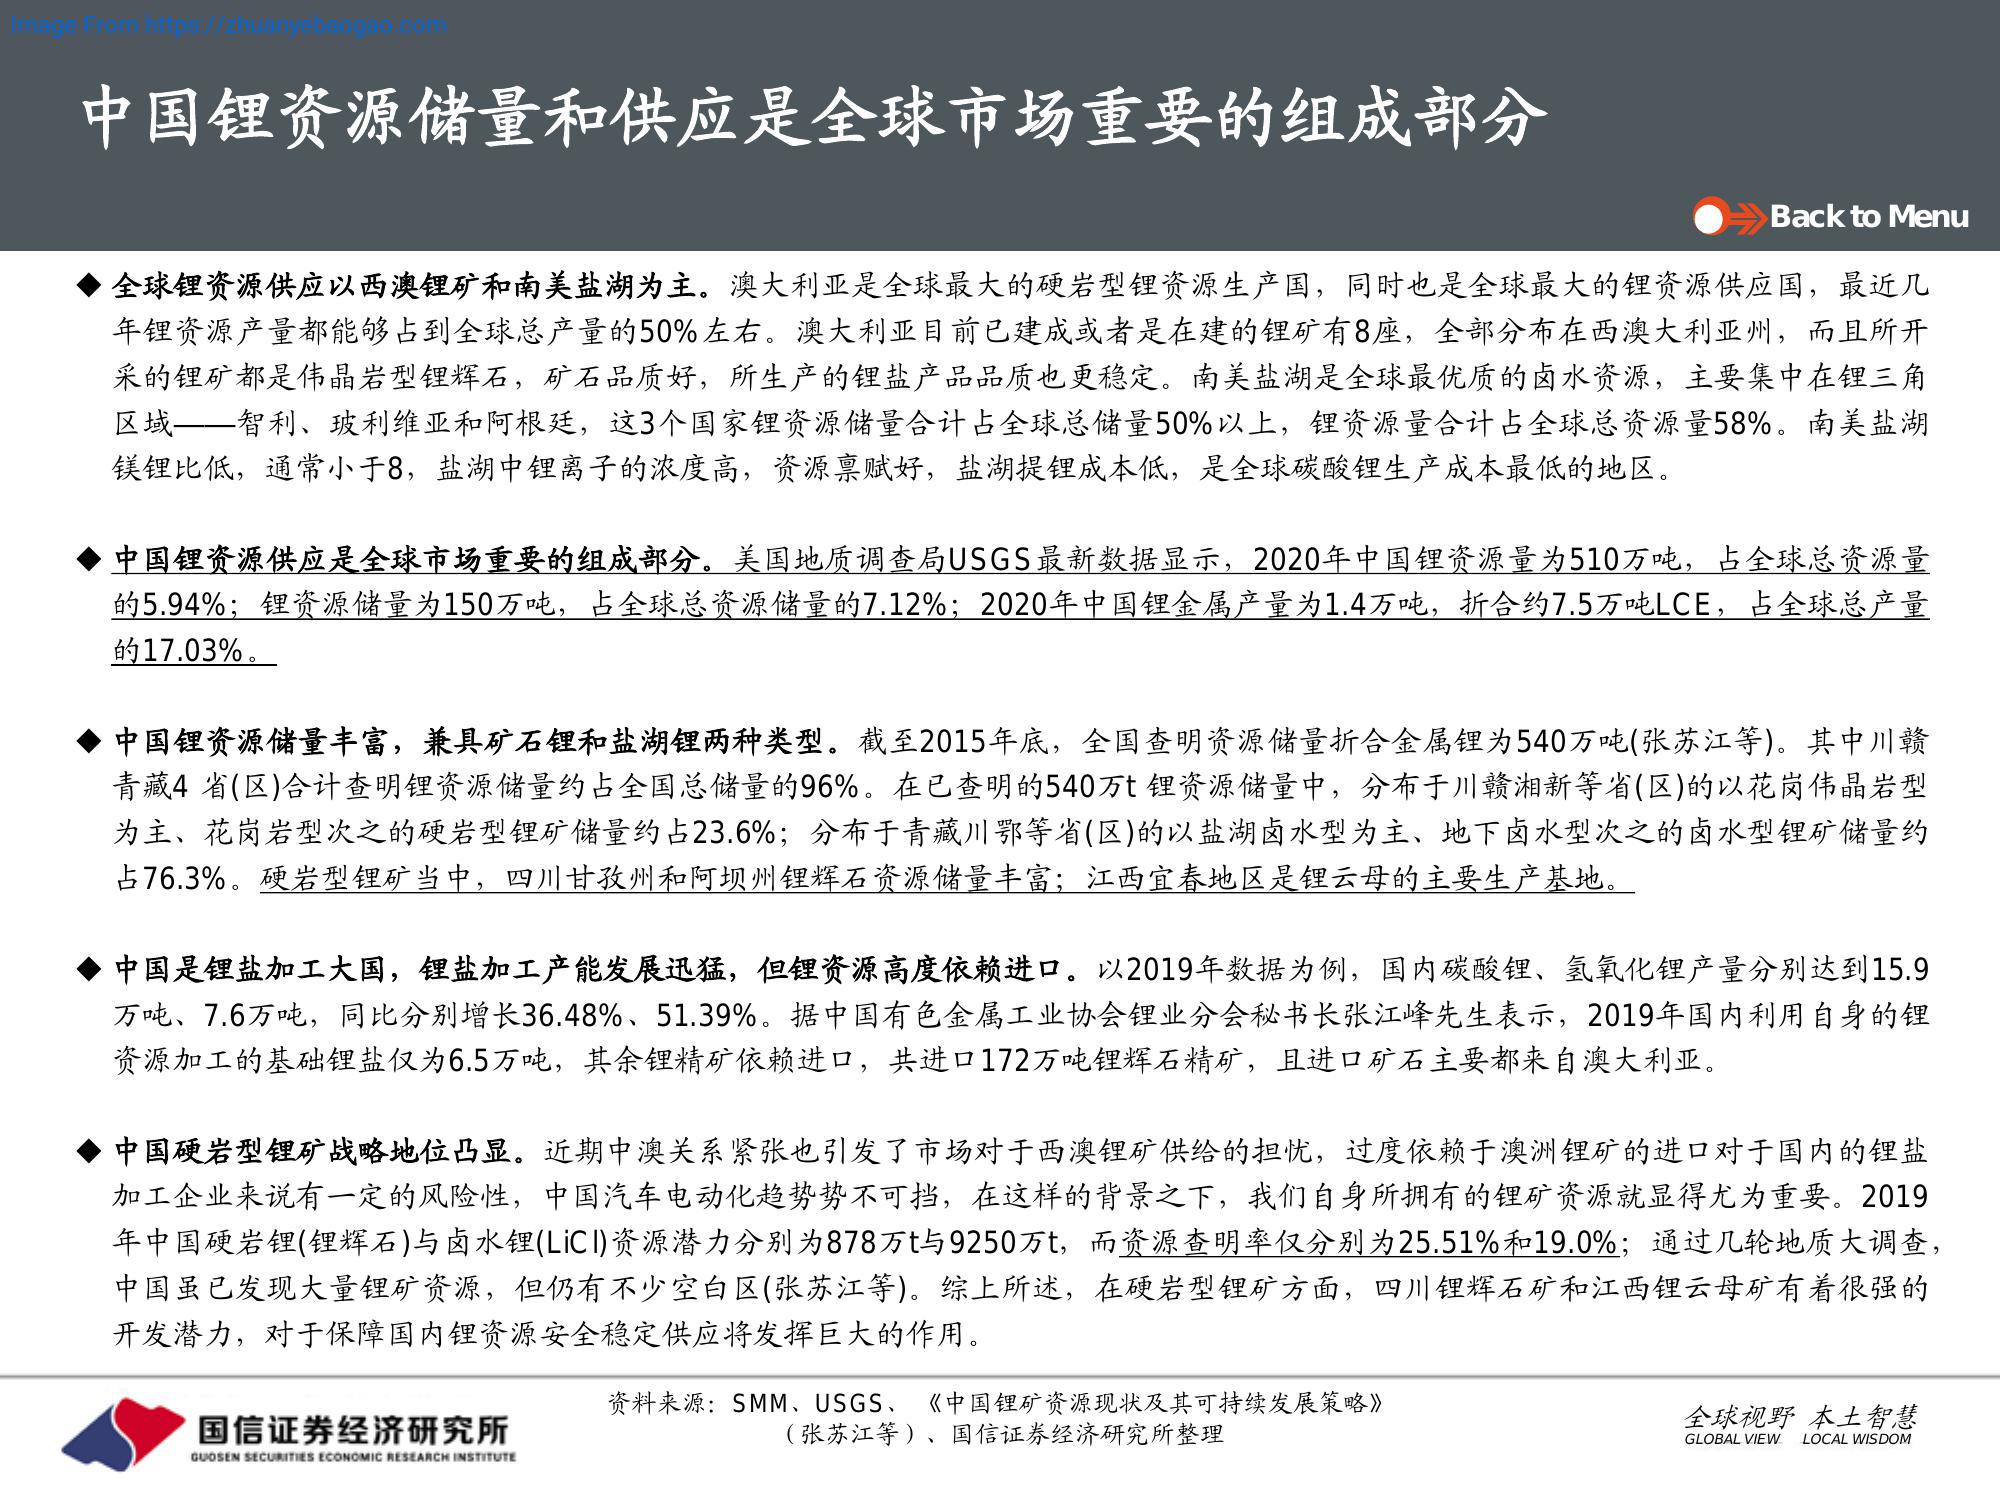 Image From https://zhuanyebaogao.com
中国锂资源储量和供应是全球市场重要的组成部分
Back to Menu
◆ 全球锂资源供应以西澳锂矿和南美盐湖为主。澳大利亚是全球最大的硬岩型锂资源生产国，同时也是全球最大的锂资源供应国，最近几
年锂资源产量都能够占到全球总产量的50%左右。澳大利亚目前已建成或者是在建的锂矿有8座，全部分布在西澳大利亚州，而且所开
采的锂矿都是伟晶岩型锂辉石，矿石品质好，所生产的锂盐产品品质也更稳定。南美盐湖是全球最优质的卤水资源，主要集中在锂三角
区域——智利、玻利维亚和阿根廷，这3个国家锂资源储量合计占全球总储量50%以上，锂资源量合计占全球总资源量58%。南美盐湖
镁锂比低，通常小于8，盐湖中锂离子的浓度高，资源禀赋好，盐湖提锂成本低，是全球碳酸锂生产成本最低的地区。
◆ 中国锂资源供应是全球市场重要的组成部分。美国地质调查局USGS最新数据显示，2020年中国锂资源量为510万吨，占全球总资源量
的5.94%；锂资源储量为150万吨，占全球总资源储量的7.12%；2020年中国锂金属产量为1.4万吨，折合约7.5万吨LCE，占全球总产量
的17.03%。
◆ 中国锂资源储量丰富，兼具矿石锂和盐湖锂两种类型。截至2015年底，全国查明资源储量折合金属锂为540万吨(张苏江等)。其中川赣
青藏4 省(区)合计查明锂资源储量约占全国总储量的96%。在已查明的540万t 锂资源储量中，分布于川赣湘新等省(区)的以花岗伟晶岩型
为主、花岗岩型次之的硬岩型锂矿储量约占23.6%；分布于青藏川鄂等省(区)的以盐湖卤水型为主、地下卤水型次之的卤水型锂矿储量约
占76.3%。硬岩型锂矿当中，四川甘孜州和阿坝州锂辉石资源储量丰富；江西宜春地区是锂云母的主要生产基地。
◆ 中国是锂盐加工大国，锂盐加工产能发展迅猛，但锂资源高度依赖进口。以2019年数据为例，国内碳酸锂、氢氧化锂产量分别达到15.9
万吨、7.6万吨，同比分别增长36.48%、51.39%。据中国有色金属工业协会锂业分会秘书长张江峰先生表示，2019年国内利用自身的锂
资源加工的基础锂盐仅为6.5万吨，其余锂精矿依赖进口，共进口172万吨锂辉石精矿，且进口矿石主要都来自澳大利亚。
◆ 中国硬岩型锂矿战略地位凸显。近期中澳关系紧张也引发了市场对于西澳锂矿供给的担忧，过度依赖于澳洲锂矿的进口对于国内的锂盐
加工企业来说有一定的风险性，中国汽车电动化趋势势不可挡，在这样的背景之下，我们自身所拥有的锂矿资源就显得尤为重要。2019
年中国硬岩锂(锂辉石)与卤水锂(LiCl)资源潜力分别为878万t与9250万t，而资源查明率仅分别为25.51%和19.0%；通过几轮地质大调查，
中国虽已发现大量锂矿资源，但仍有不少空白区(张苏江等)。综上所述，在硬岩型锂矿方面，四川锂辉石矿和江西锂云母矿有着很强的
开发潜力，对于保障国内锂资源安全稳定供应将发挥巨大的作用。
国信证券经济研究所
GUOSEN SECURITIES ECONOMIC RESEARCH INSTITUTE
资料来源：SMM、USGS、《中国锂矿资源现状及其可持续发展策略》
（张苏江等）、国信证券经济研究所整理
全球视野 本土智慧
GLOBAL VIEW LOCAL WISDOM